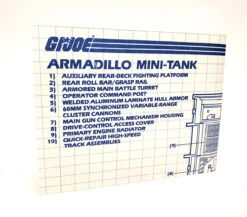 G.I.JOE
ARMADILLO MINI-TANK
1) AUXILIARY REAR-DECK FIGHTING PLATFORM
2) REAR ROLL BAR/GRASP RAIL
3) ARMORED MAIN BATTLE TURRET
4) OPERATOR COMMAND POST
5) WELDED ALUMINUM LAMINATE HULL ARMOR
6) 60MM SYNCHRONIZED VARIABLE-RANGE
CLUSTER CANNONS
7) MAIN GUN CONTROL MECHANISM HOUSING
8) DRIVE-CONTROL ACCESS COVER
9) PRIMARY ENGINE RADIATOR
10) QUICK-REPAIR HIGH-SPEED
TRACK ASSEMBLIES
(9)
(8)